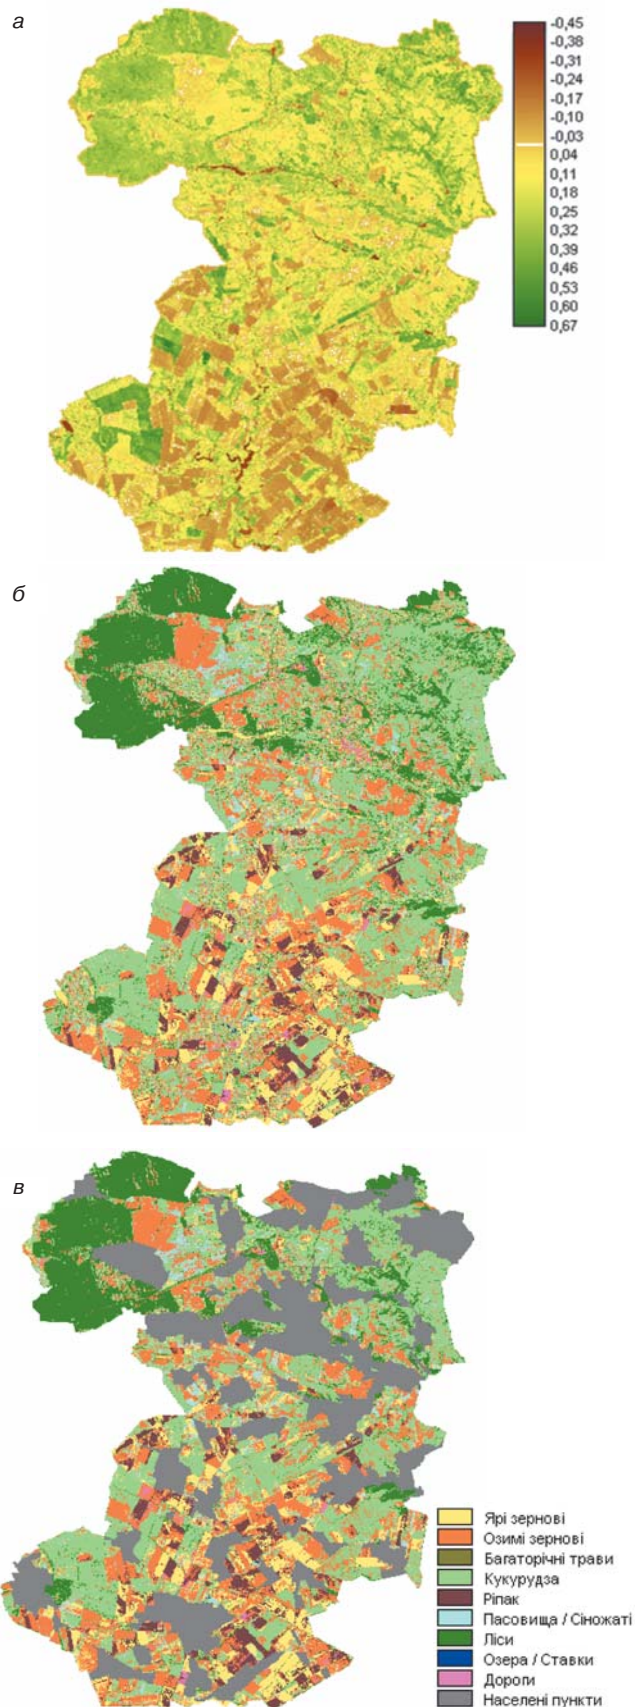 а
-0,45
-0,38
-0,31
-0,24
-0,17
-0,10
-0,03
0,04
0,11
0,18
0,25
0,32
0,39
0,46
0,53
0,60
0,67
б
в
Ярі зернові
Озимі зернові
Багаторічні трави
Кукурудза
Ріпак
Пасовища / Сіножаті
Ліси
Озера / Ставки
Дороги
Населені пункти